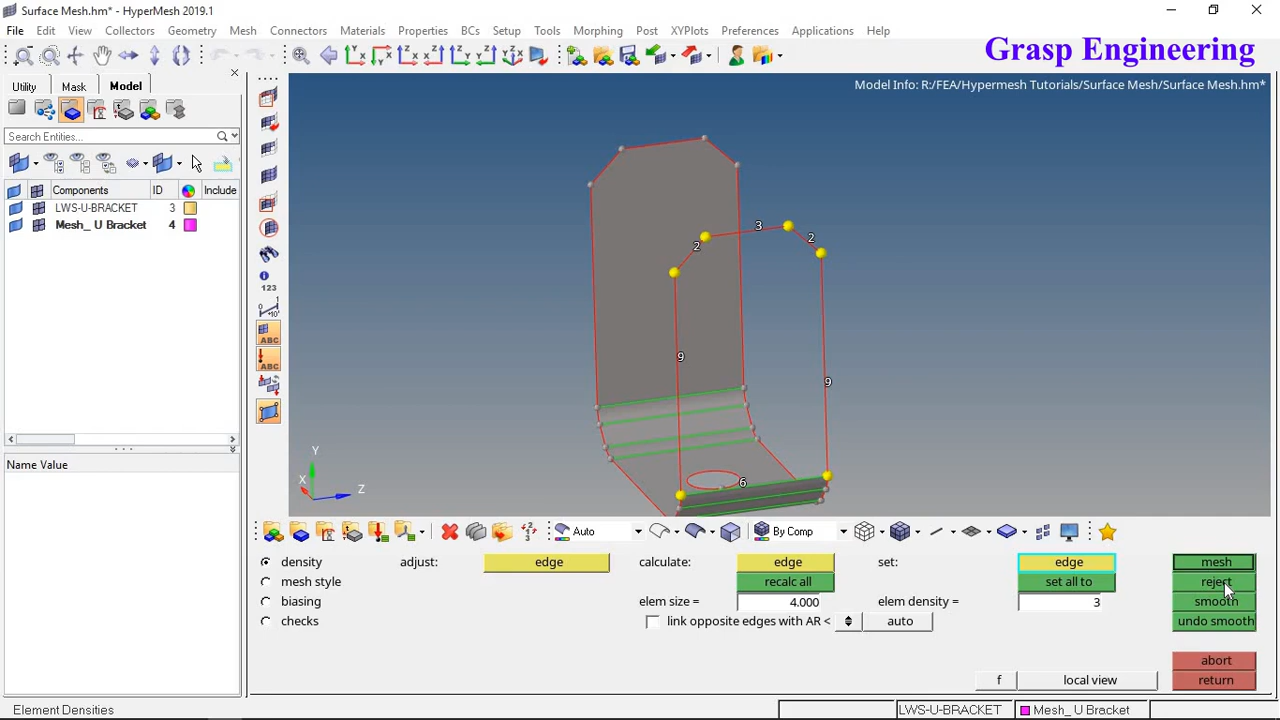 Surface Mesh.hm* - HyperMesh 2019.1
File Edit View Collectors Geometry Mesh Connectors Materials Properties BCs Setup Tools Morphing Post XYPlots Preferences Applications Help
Grasp Engineering
Utility Mask Model
Model Info: R:/FEA/Hypermesh Tutorials/Surface Mesh/Surface Mesh.hm*
Search Entities...
Components ID Include
LWS-U-BRACKET 3
Mesh_ U Bracket 4
123
ABC
ABC
Name Value
3
2
2
9
9
6
Y
X
Z
Auto
By Comp
density adjust: edge calculate: edge set: edge mesh
mesh style recalc all set all to reject
biasing elem size = 4.000 elem density = 3 smooth
checks link opposite edges with AR < auto undo smooth
abort
f local view return
Element Densities LWS-U-BRACKET Mesh_ U Bracket